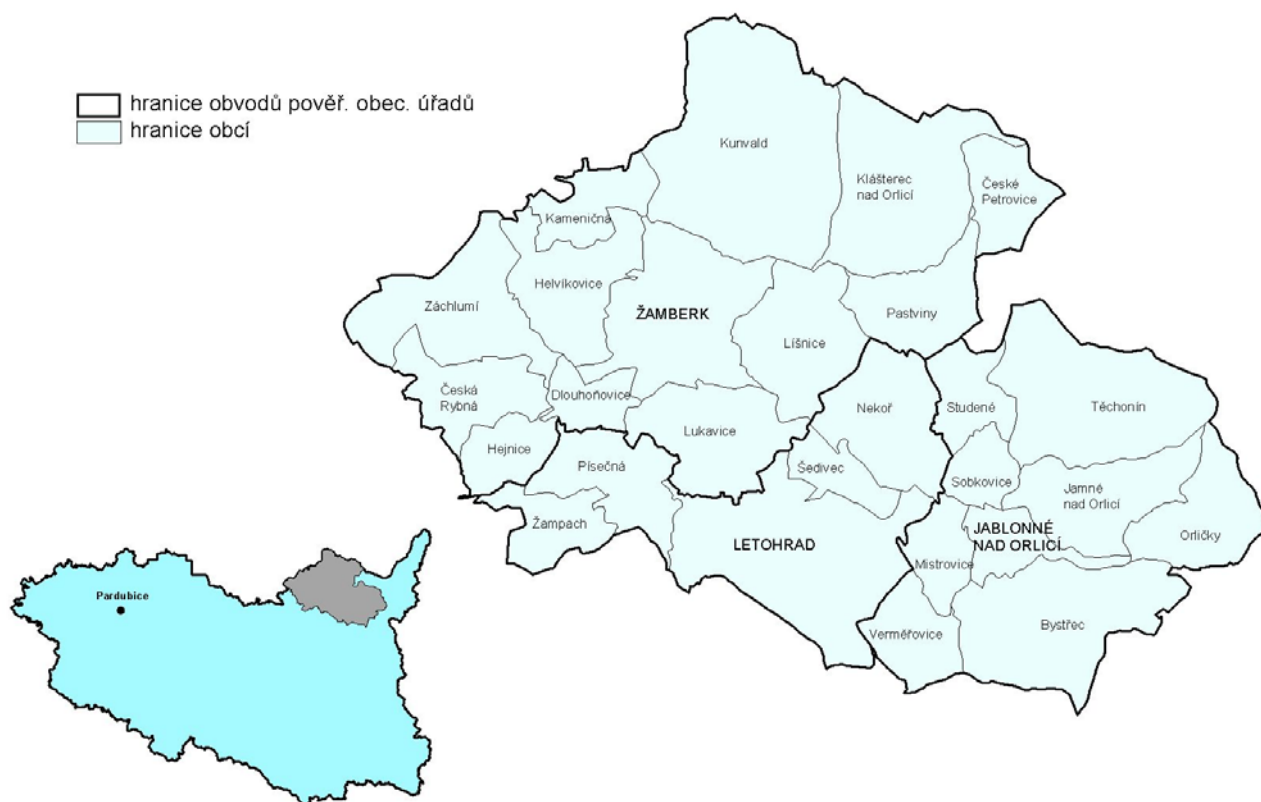 hranice obvodů pověř. obec. úřadů
hranice obcí
Kunvald
Klášterec
nad Orlicí
České
Petrovice
Kameničná
Helvíkovice
Záchlumí
ŽAMBERK
Líšnice
Pastviny
Česká
Rybná
Dlouhoňovice
Hejnice
Lukavice
Nekoř
Studené
Těchonín
Písečná
Šedivec
Sobkovice
Jamné
nad Orlicí
Žampach
LETOHRAD
JABLONNÉ
NAD ORLICÍ
Orličky
Mistrovice
Verměřovice
Bystřec
Pardubice